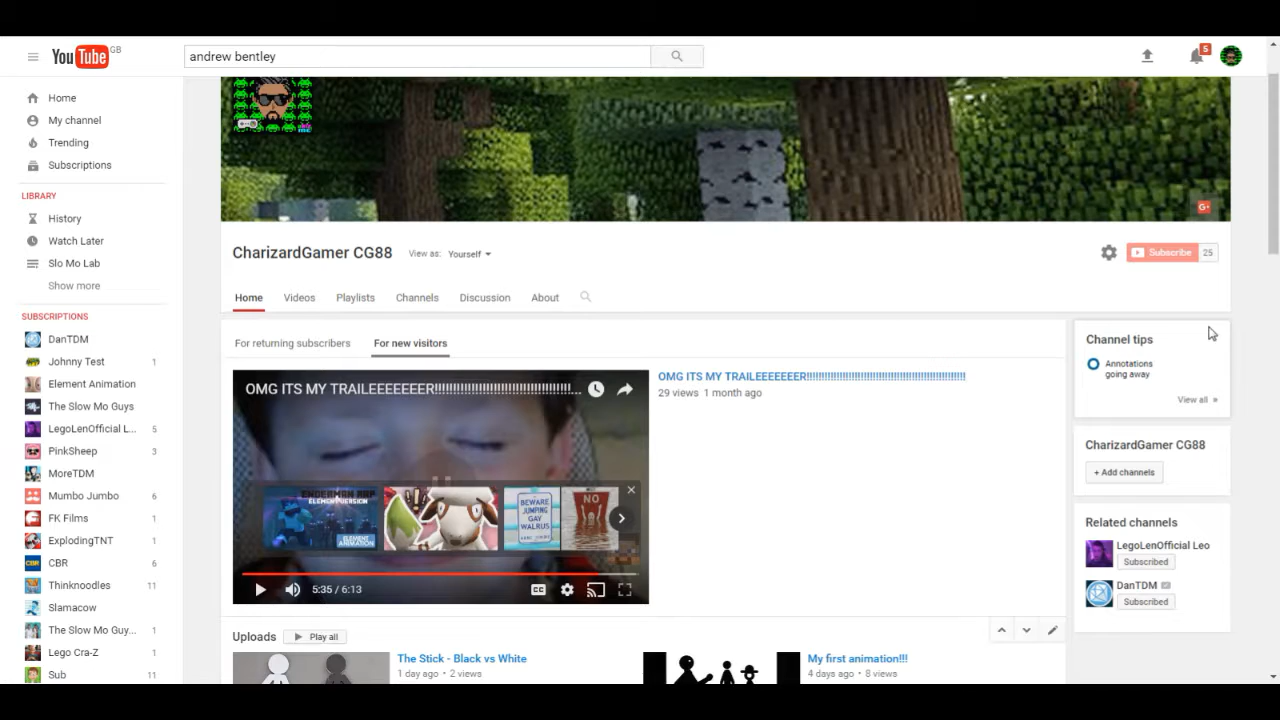 YouTube GB
andrew bentley
5
Home
My channel
Trending
Subscriptions
LIBRARY
History
Watch Later
Slo Mo Lab
Show more
SUBSCRIPTIONS
DanTDM
Johnny Test 1
Element Animation
The Slow Mo Guys
LegoLenOfficial L... 5
PinkSheep 3
MoreTDM
Mumbo Jumbo 6
FK Films 1
ExplodingTNT 1
CBR 6
Thinknoodles 11
Slamacow
The Slow Mo Guy... 1
Lego Cra-Z 1
Sub 11
CharizardGamer CG88
View as: Yourself
Subscribe 25
Home Videos Playlists Channels Discussion About
For returning subscribers For new visitors
OMG ITS MY TRAILEEEEEEER!!!!!!!!!!!!!!!!!!!!!!!!!!!!!!!!!!!...
ENDERMAN RAP
ELEMENT VERSION
ELEMENT
ANIMATION
BEWARE
JUMPING
GAY
WALRUS
NO
5:35 / 6:13
CC
OMG ITS MY TRAILEEEEEEER!!!!!!!!!!!!!!!!!!!!!!!!!!!!!!!!!!!!!!!!!!!!!!!!!!!
29 views 1 month ago
Uploads Play all
The Stick - Black vs White
1 day ago • 2 views
My first animation!!!
4 days ago • 8 views
Channel tips
Annotations
going away
View all »
CharizardGamer CG88
+ Add channels
Related channels
LegoLenOfficial Leo
Subscribed
DanTDM
Subscribed